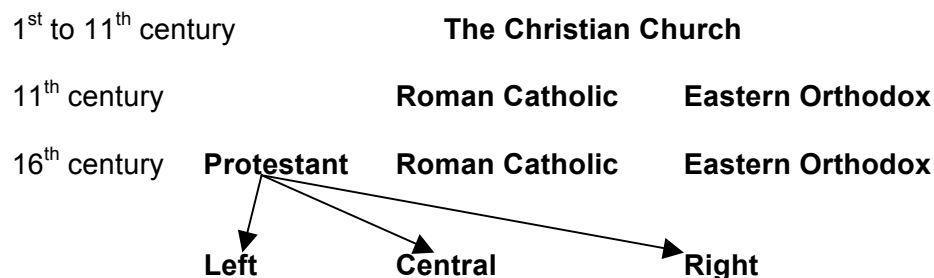 1st to 11th century The Christian Church
11th century Roman Catholic Eastern Orthodox
16th century Protestant Roman Catholic Eastern Orthodox
Left Central Right